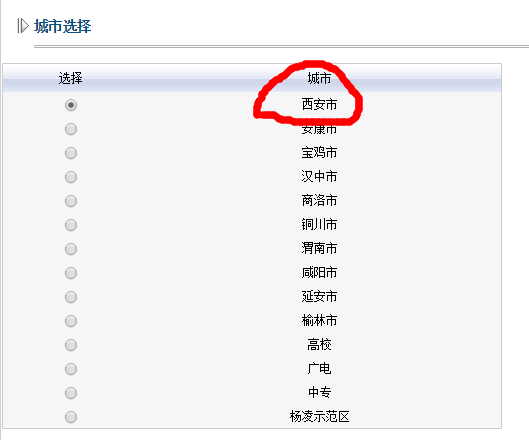 城市选择
选择 城市
西安市
安康市
宝鸡市
汉中市
商洛市
铜川市
渭南市
咸阳市
延安市
榆林市
高校
广电
中专
杨凌示范区